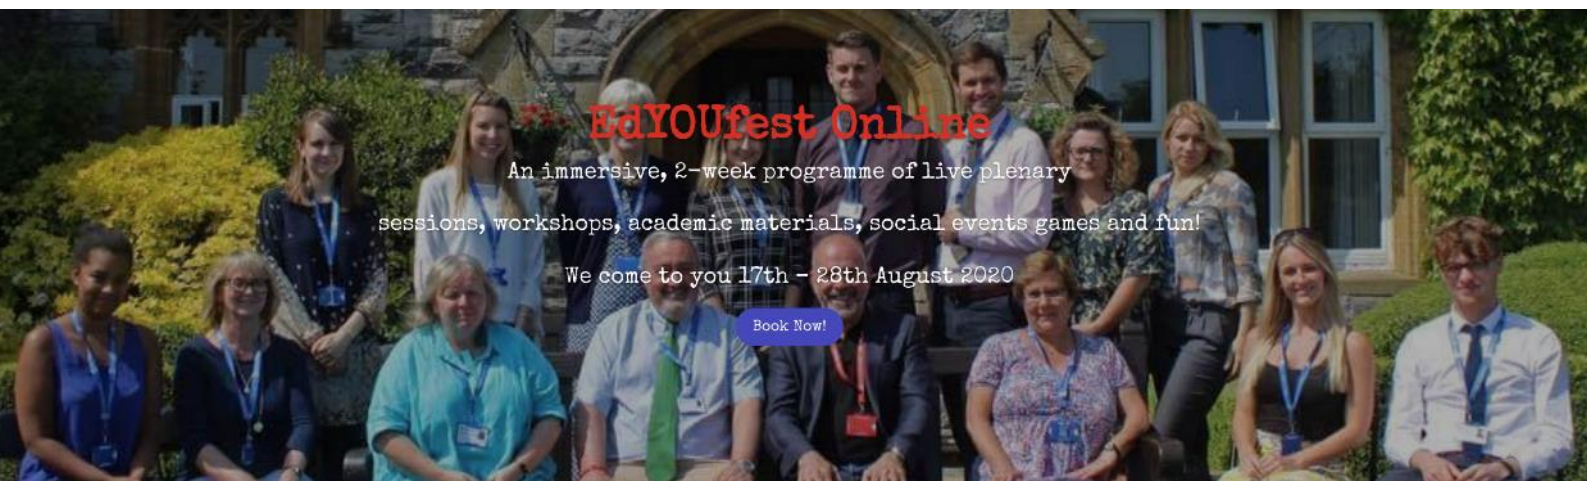 EdYOUfest Online
An immersive, 2-week programme of live plenary
sessions, workshops, academic materials, social events games and fun!
We come to you 17th - 28th August 2020
Book Now!